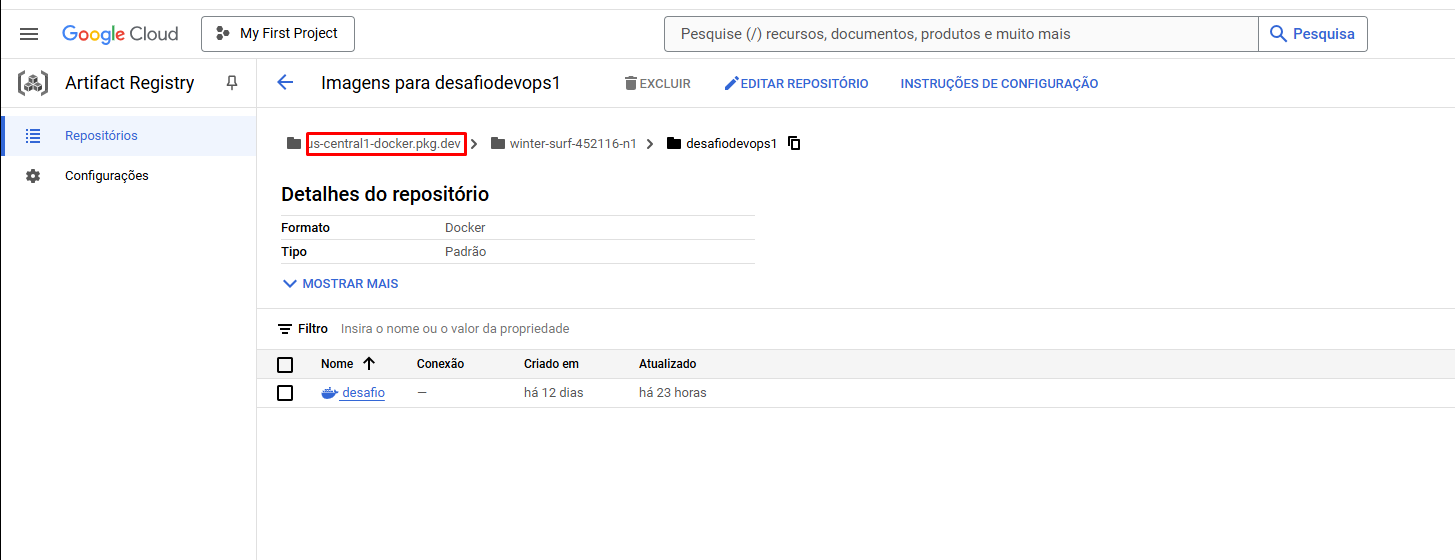 Google Cloud My First Project Pesquise (/) recursos, documentos, produtos e muito mais Pesquisa
Artifact Registry
Imagens para desafiodevops1 EXCLUIR EDITAR REPOSITÓRIO INSTRUÇÕES DE CONFIGURAÇÃO
Repositórios
Configurações
us-central1-docker.pkg.dev winter-surf-452116-n1 desafiodevops1
Detalhes do repositório
Formato Docker
Tipo Padrão
MOSTRAR MAIS
Filtro Insira o nome ou o valor da propriedade
Nome Conexão Criado em Atualizado
desafio — há 12 dias há 23 horas